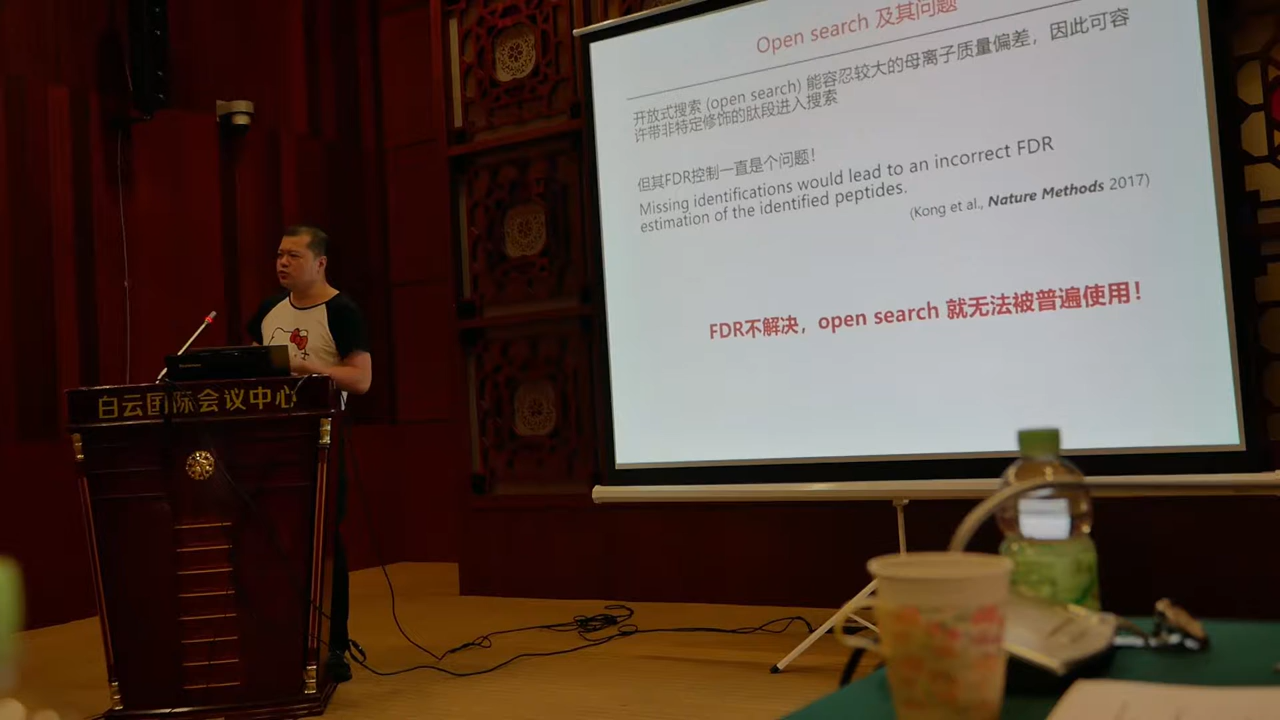 Open search 及其问题
开放式搜索 (open search) 能容忍较大的母离子质量偏差，因此可容
许带非特定修饰的肽段进入搜索
但其FDR控制一直是个问题！
Missing identifications would lead to an incorrect FDR
estimation of the identified peptides.
(Kong et al., Nature Methods 2017)
FDR不解决，open search 就无法被普遍使用！
白云国际会议中心